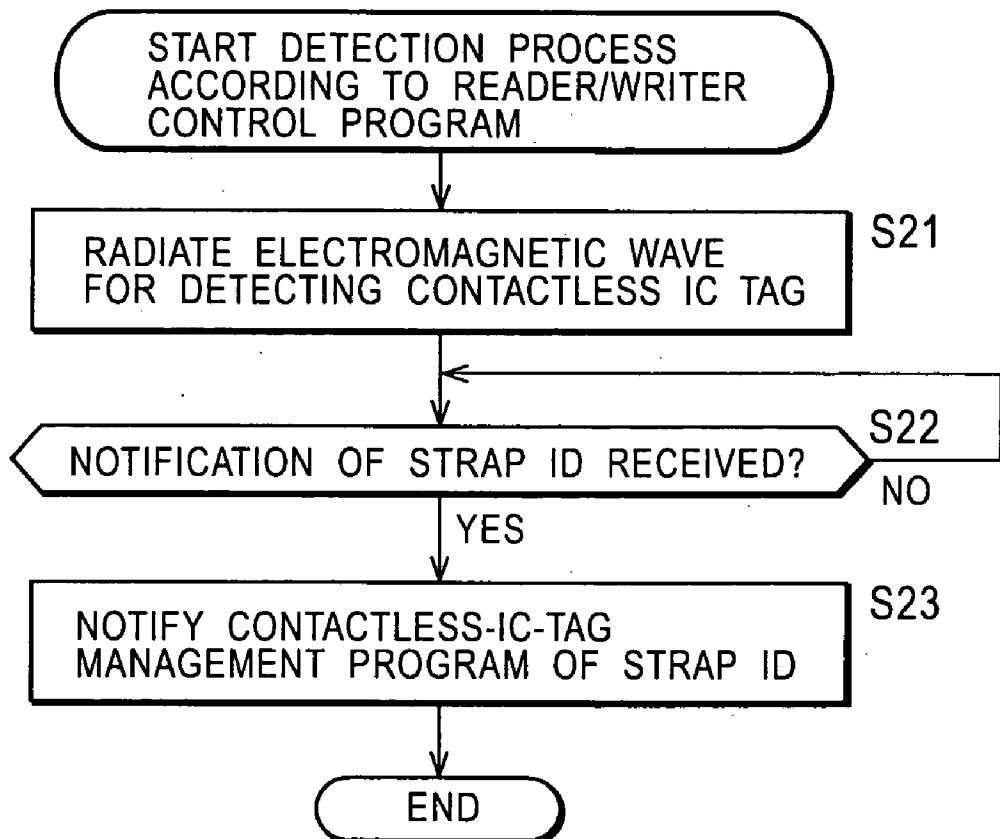 START DETECTION PROCESS
ACCORDING TO READER/WRITER
CONTROL PROGRAM
S21
RADIATE ELECTROMAGNETIC WAVE
FOR DETECTING CONTACTLESS IC TAG
S22
NOTIFICATION OF STRAP ID RECEIVED?
NO
YES
S23
NOTIFY CONTACTLESS-IC-TAG
MANAGEMENT PROGRAM OF STRAP ID
END